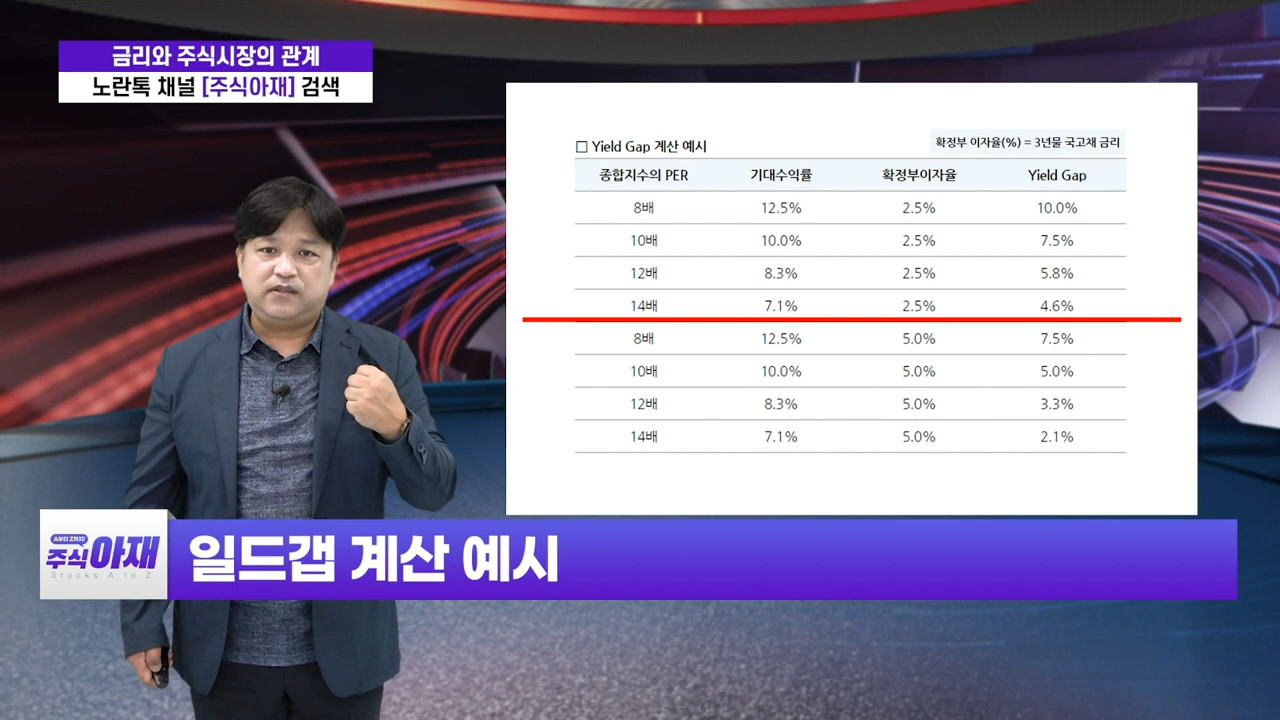 금리와 주식시장의 관계
노란톡 채널 [주식아재] 검색
□ Yield Gap 계산 예시
확정부 이자율(%) = 3년물 국고채 금리
종합지수의 PER 기대수익률 확정부이자율 Yield Gap
8배 12.5% 2.5% 10.0%
10배 10.0% 2.5% 7.5%
12배 8.3% 2.5% 5.8%
14배 7.1% 2.5% 4.6%
8배 12.5% 5.0% 7.5%
10배 10.0% 5.0% 5.0%
12배 8.3% 5.0% 3.3%
14배 7.1% 5.0% 2.1%
A부터 Z까지!
주식아재
Stocks A to Z
일드갭 계산 예시